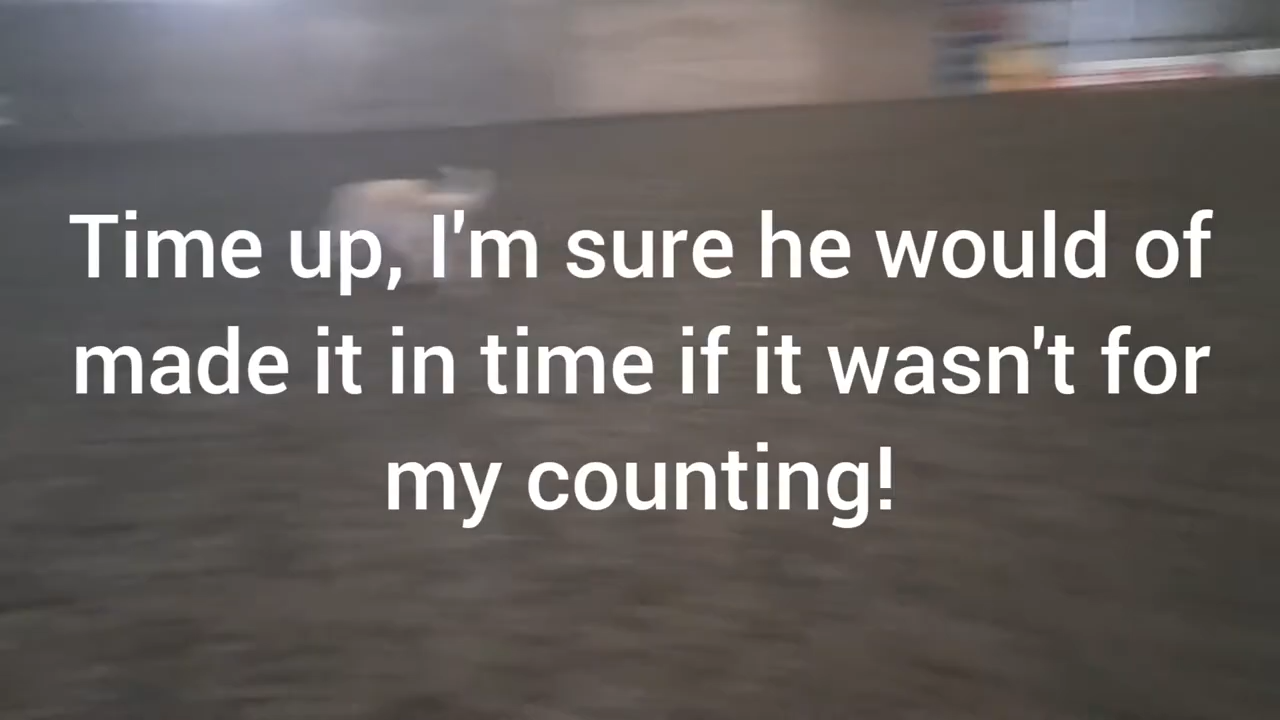 Time up, I'm sure he would of
made it in time if it wasn't for
my counting!